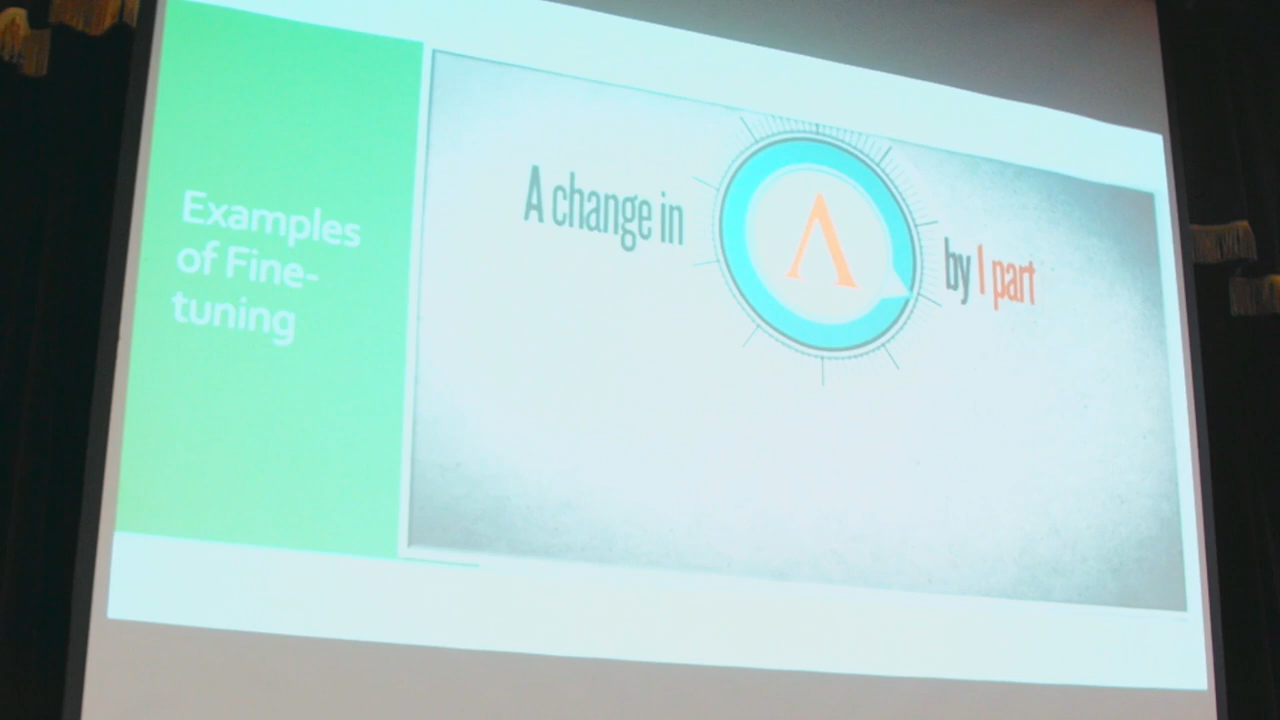 Examples
of Fine-
tuning
A change in Λ by 1 part